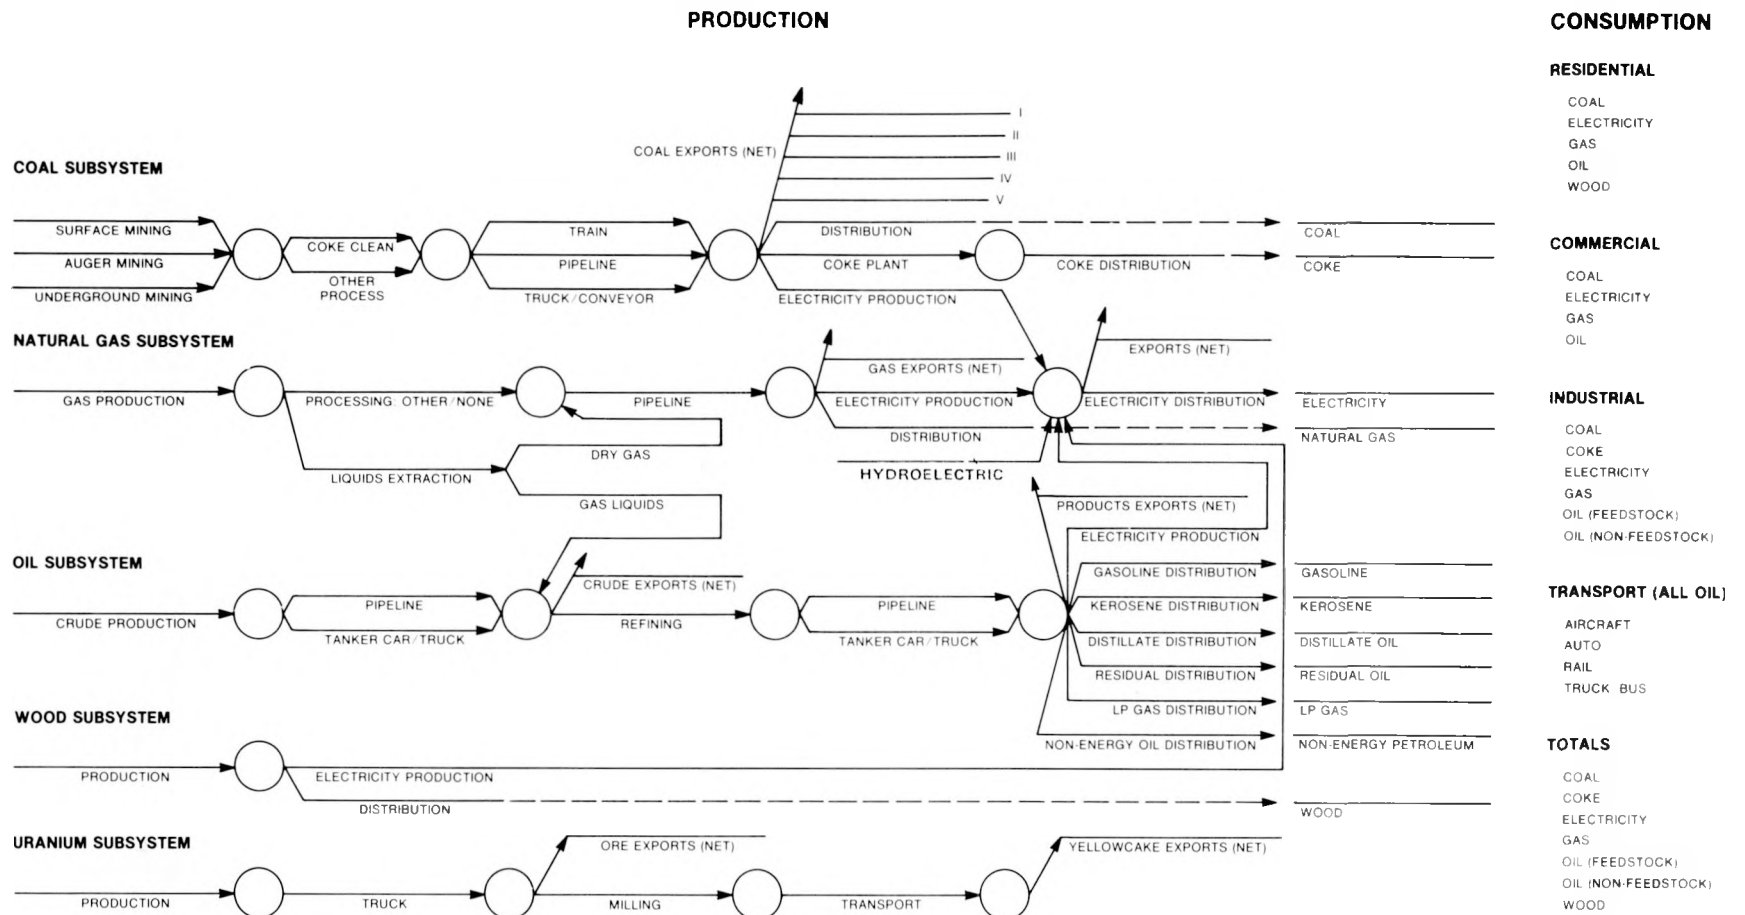 PRODUCTION
CONSUMPTION
COAL SUBSYSTEM
SURFACE MINING
AUGER MINING
UNDERGROUND MINING
COKE CLEAN
OTHER
PROCESS
TRAIN
PIPELINE
TRUCK/CONVEYOR
COAL EXPORTS (NET)
I
II
III
IV
V
DISTRIBUTION
COKE PLANT
ELECTRICITY PRODUCTION
COKE DISTRIBUTION
COAL
COKE
NATURAL GAS SUBSYSTEM
GAS PRODUCTION
PROCESSING: OTHER/NONE
LIQUIDS EXTRACTION
DRY GAS
GAS LIQUIDS
PIPELINE
GAS EXPORTS (NET)
ELECTRICITY PRODUCTION
DISTRIBUTION
HYDROELECTRIC
EXPORTS (NET)
ELECTRICITY DISTRIBUTION
ELECTRICITY
NATURAL GAS
OIL SUBSYSTEM
CRUDE PRODUCTION
PIPELINE
TANKER CAR/TRUCK
CRUDE EXPORTS (NET)
REFINING
PIPELINE
TANKER CAR/TRUCK
PRODUCTS EXPORTS (NET)
ELECTRICITY PRODUCTION
GASOLINE DISTRIBUTION
KEROSENE DISTRIBUTION
DISTILLATE DISTRIBUTION
RESIDUAL DISTRIBUTION
LP GAS DISTRIBUTION
NON-ENERGY OIL DISTRIBUTION
GASOLINE
KEROSENE
DISTILLATE OIL
RESIDUAL OIL
LP GAS
NON-ENERGY PETROLEUM
WOOD SUBSYSTEM
PRODUCTION
ELECTRICITY PRODUCTION
DISTRIBUTION
WOOD
URANIUM SUBSYSTEM
PRODUCTION
TRUCK
ORE EXPORTS (NET)
MILLING
TRANSPORT
YELLOWCAKE EXPORTS (NET)
RESIDENTIAL
COAL
ELECTRICITY
GAS
OIL
WOOD
COMMERCIAL
COAL
ELECTRICITY
GAS
OIL
INDUSTRIAL
COAL
COKE
ELECTRICITY
GAS
OIL (FEEDSTOCK)
OIL (NON-FEEDSTOCK)
TRANSPORT (ALL OIL)
AIRCRAFT
AUTO
RAIL
TRUCK BUS
TOTALS
COAL
COKE
ELECTRICITY
GAS
OIL (FEEDSTOCK)
OIL (NON-FEEDSTOCK)
WOOD